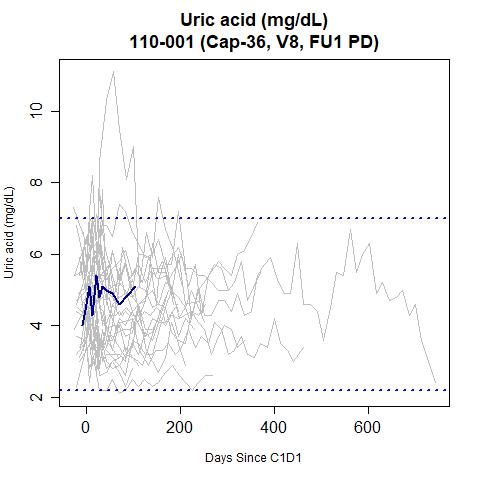 Uric acid (mg/dL)
110-001 (Cap-36, V8, FU1 PD)
Uric acid (mg/dL)
10
8
6
4
2
0
200
400
600
Days Since C1D1